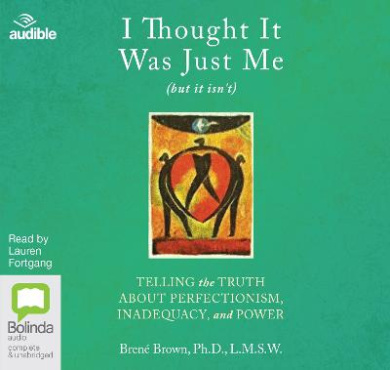 audible
I Thought It
Was Just Me
(but it isn't)
Read by
Lauren
Fortgang
TELLING the TRUTH
ABOUT PERFECTIONISM,
INADEQUACY, and POWER
Bolinda
audio
complete
& unabridged
Brené Brown, Ph.D., L.M.S.W.